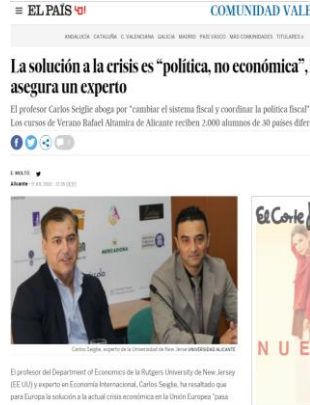 EL PAÍS
COMUNIDAD VALE
ANDALUCÍA CATALUÑA C. VALENCIANA GALICIA MADRID PAÍS VASCO MÁS COMUNIDADES TITULARES
La solución a la crisis es “política, no económica”,
asegura un experto
El profesor Carlos Seiglie aboga por "cambiar el sistema fiscal y coordinar la política fiscal"
Los cursos de Verano Rafael Altamira de Alicante reciben 2.000 alumnos de 30 países difer
Alicante
El Corte
MERCADONA
NUE
Carlos Seiglie, experto de la Universidad de New Jerse UNIVERSIDAD ALICANTE
El profesor del Department of Economics de la Rutgers University de New Jersey
(EE UU) y experto en Economía Internacional, Carlos Seiglie, ha resaltado que
para Europa la solución a la actual crisis económica en la Unión Europea "pasa